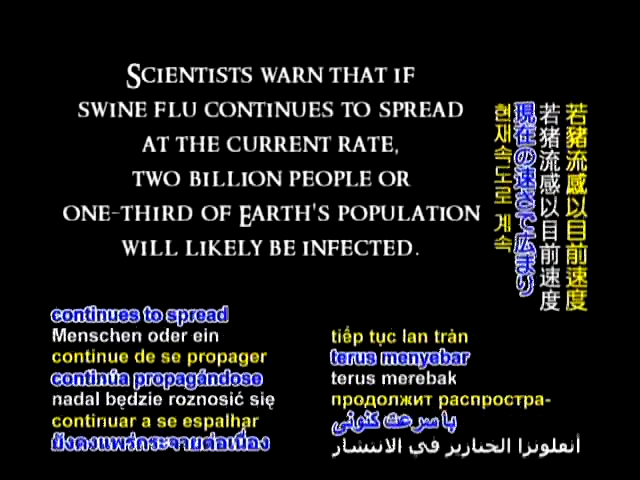 SCIENTISTS WARN THAT IF
SWINE FLU CONTINUES TO SPREAD
AT THE CURRENT RATE,
TWO BILLION PEOPLE OR
ONE-THIRD OF EARTH'S POPULATION
WILL LIKELY BE INFECTED.
若豬流感以目前速度
若猪流感以目前速度
現在の速さで広まり
현재속도로 계속
continues to spread
Menschen oder ein
continue de se propager
continúa propagándose
nadal będzie roznosić się
continuar a se espalhar
ยังคงแพร่กระจายต่อเนื่อง
tiếp tục lan tràn
terus menyebar
terus merebak
продолжит распростра-
با سرعت کنونی
أنفلونزا الخنازير في الانتشار